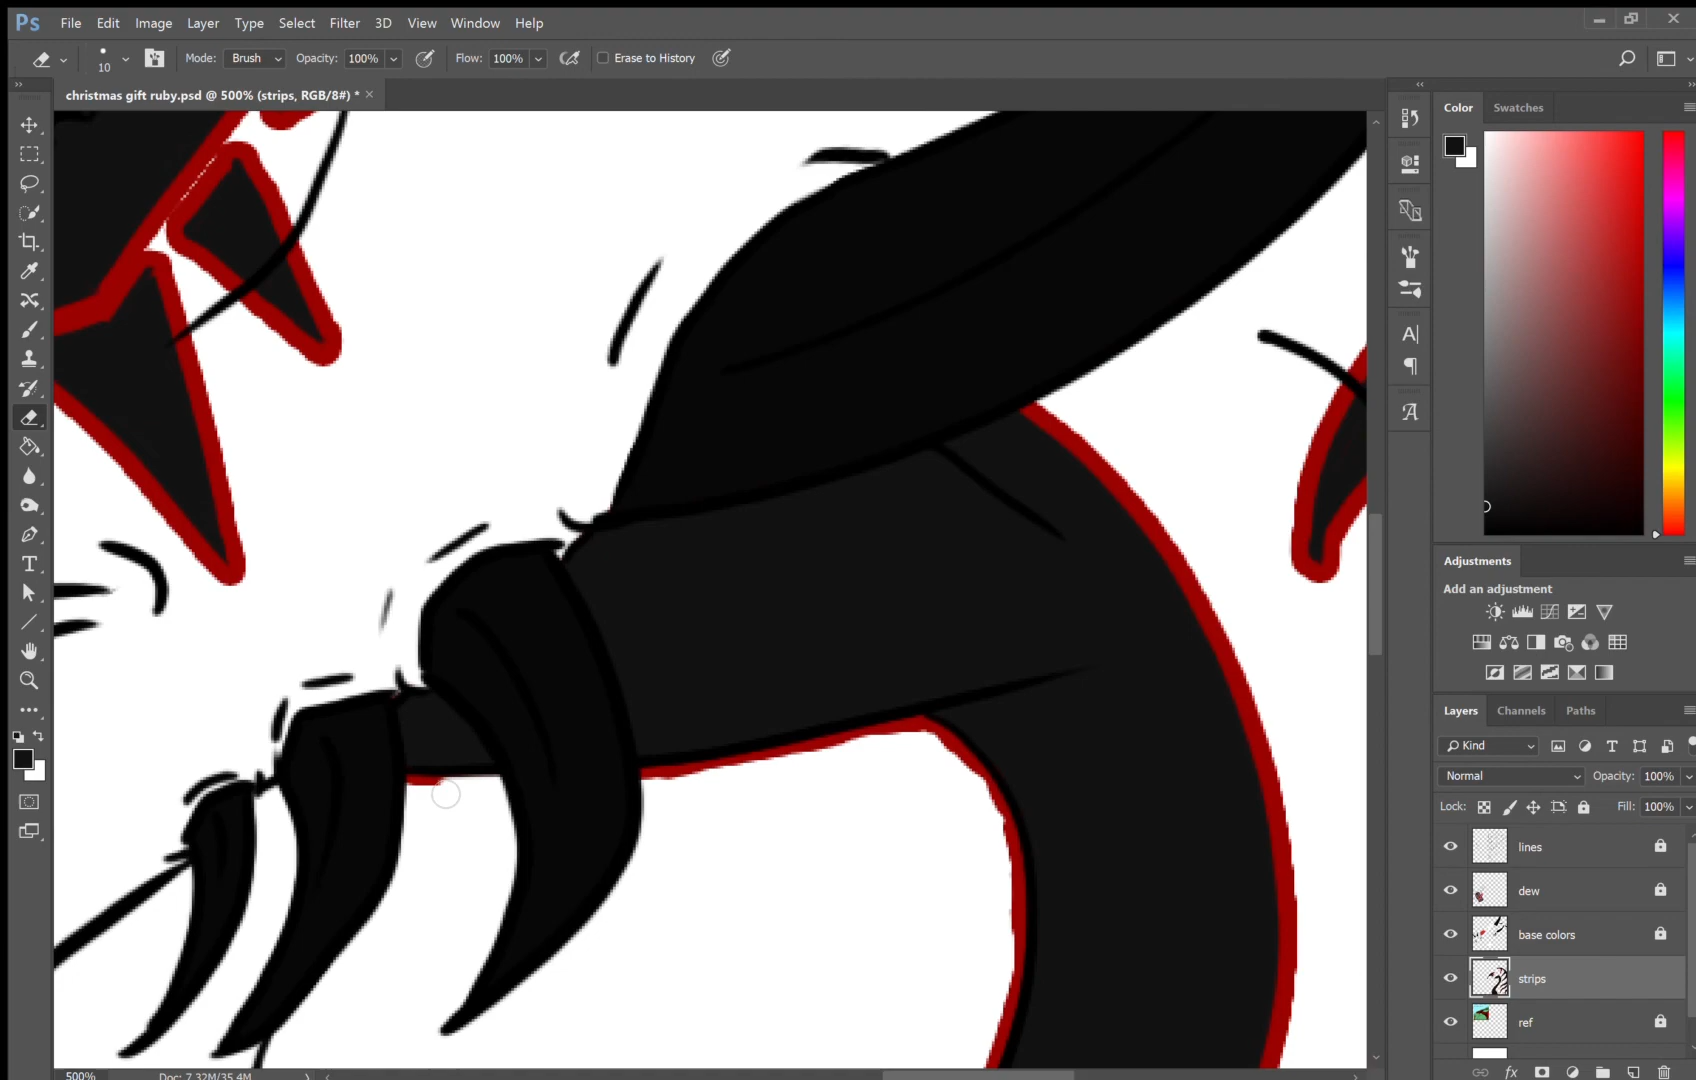 Ps File Edit Image Layer Type Select Filter 3D View Window Help
10 Mode: Brush Opacity: 100% Flow: 100% Erase to History
christmas gift ruby.psd @ 500% (strips, RGB/8#) * ×
Color Swatches
Adjustments
Add an adjustment
Layers Channels Paths
Kind
Normal Opacity: 100%
Lock: Fill: 100%
lines
dew
base colors
strips
ref
fx
500% Doc: 7.32M/35.4M